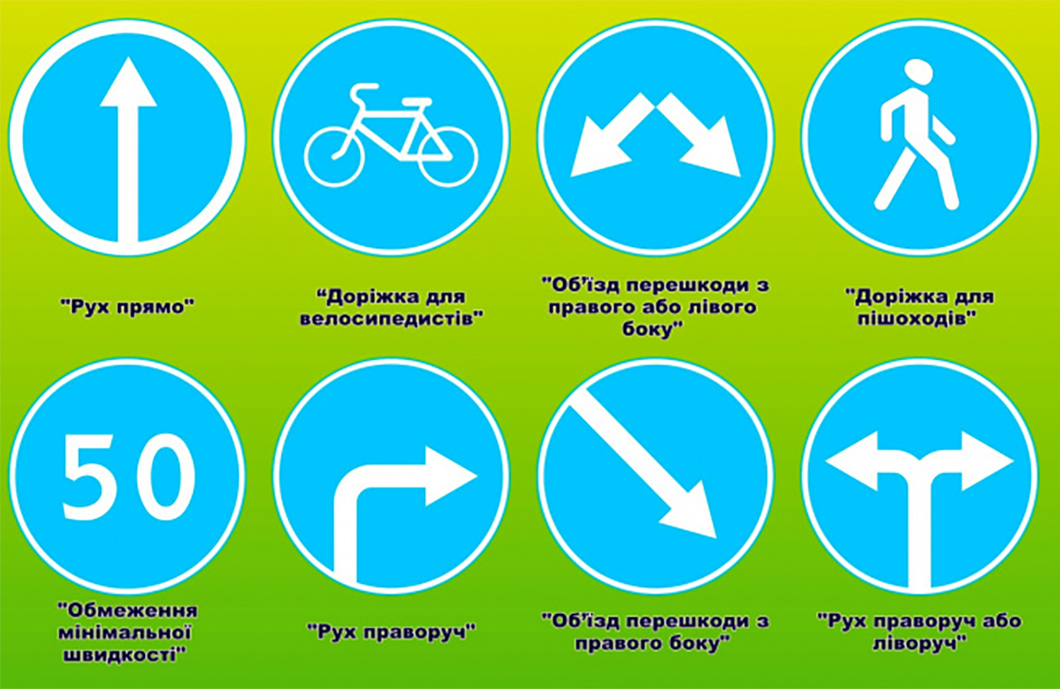 "Рух прямо"
“Доріжка для
велосипедистів"
"Об’їзд перешкоди з
правого або лівого
боку"
"Доріжка для
пішоходів"
50
"Обмеження
мінімальної
швидкості"
"Рух праворуч"
"Об’їзд перешкоди з
правого боку"
"Рух праворуч або
ліворуч"